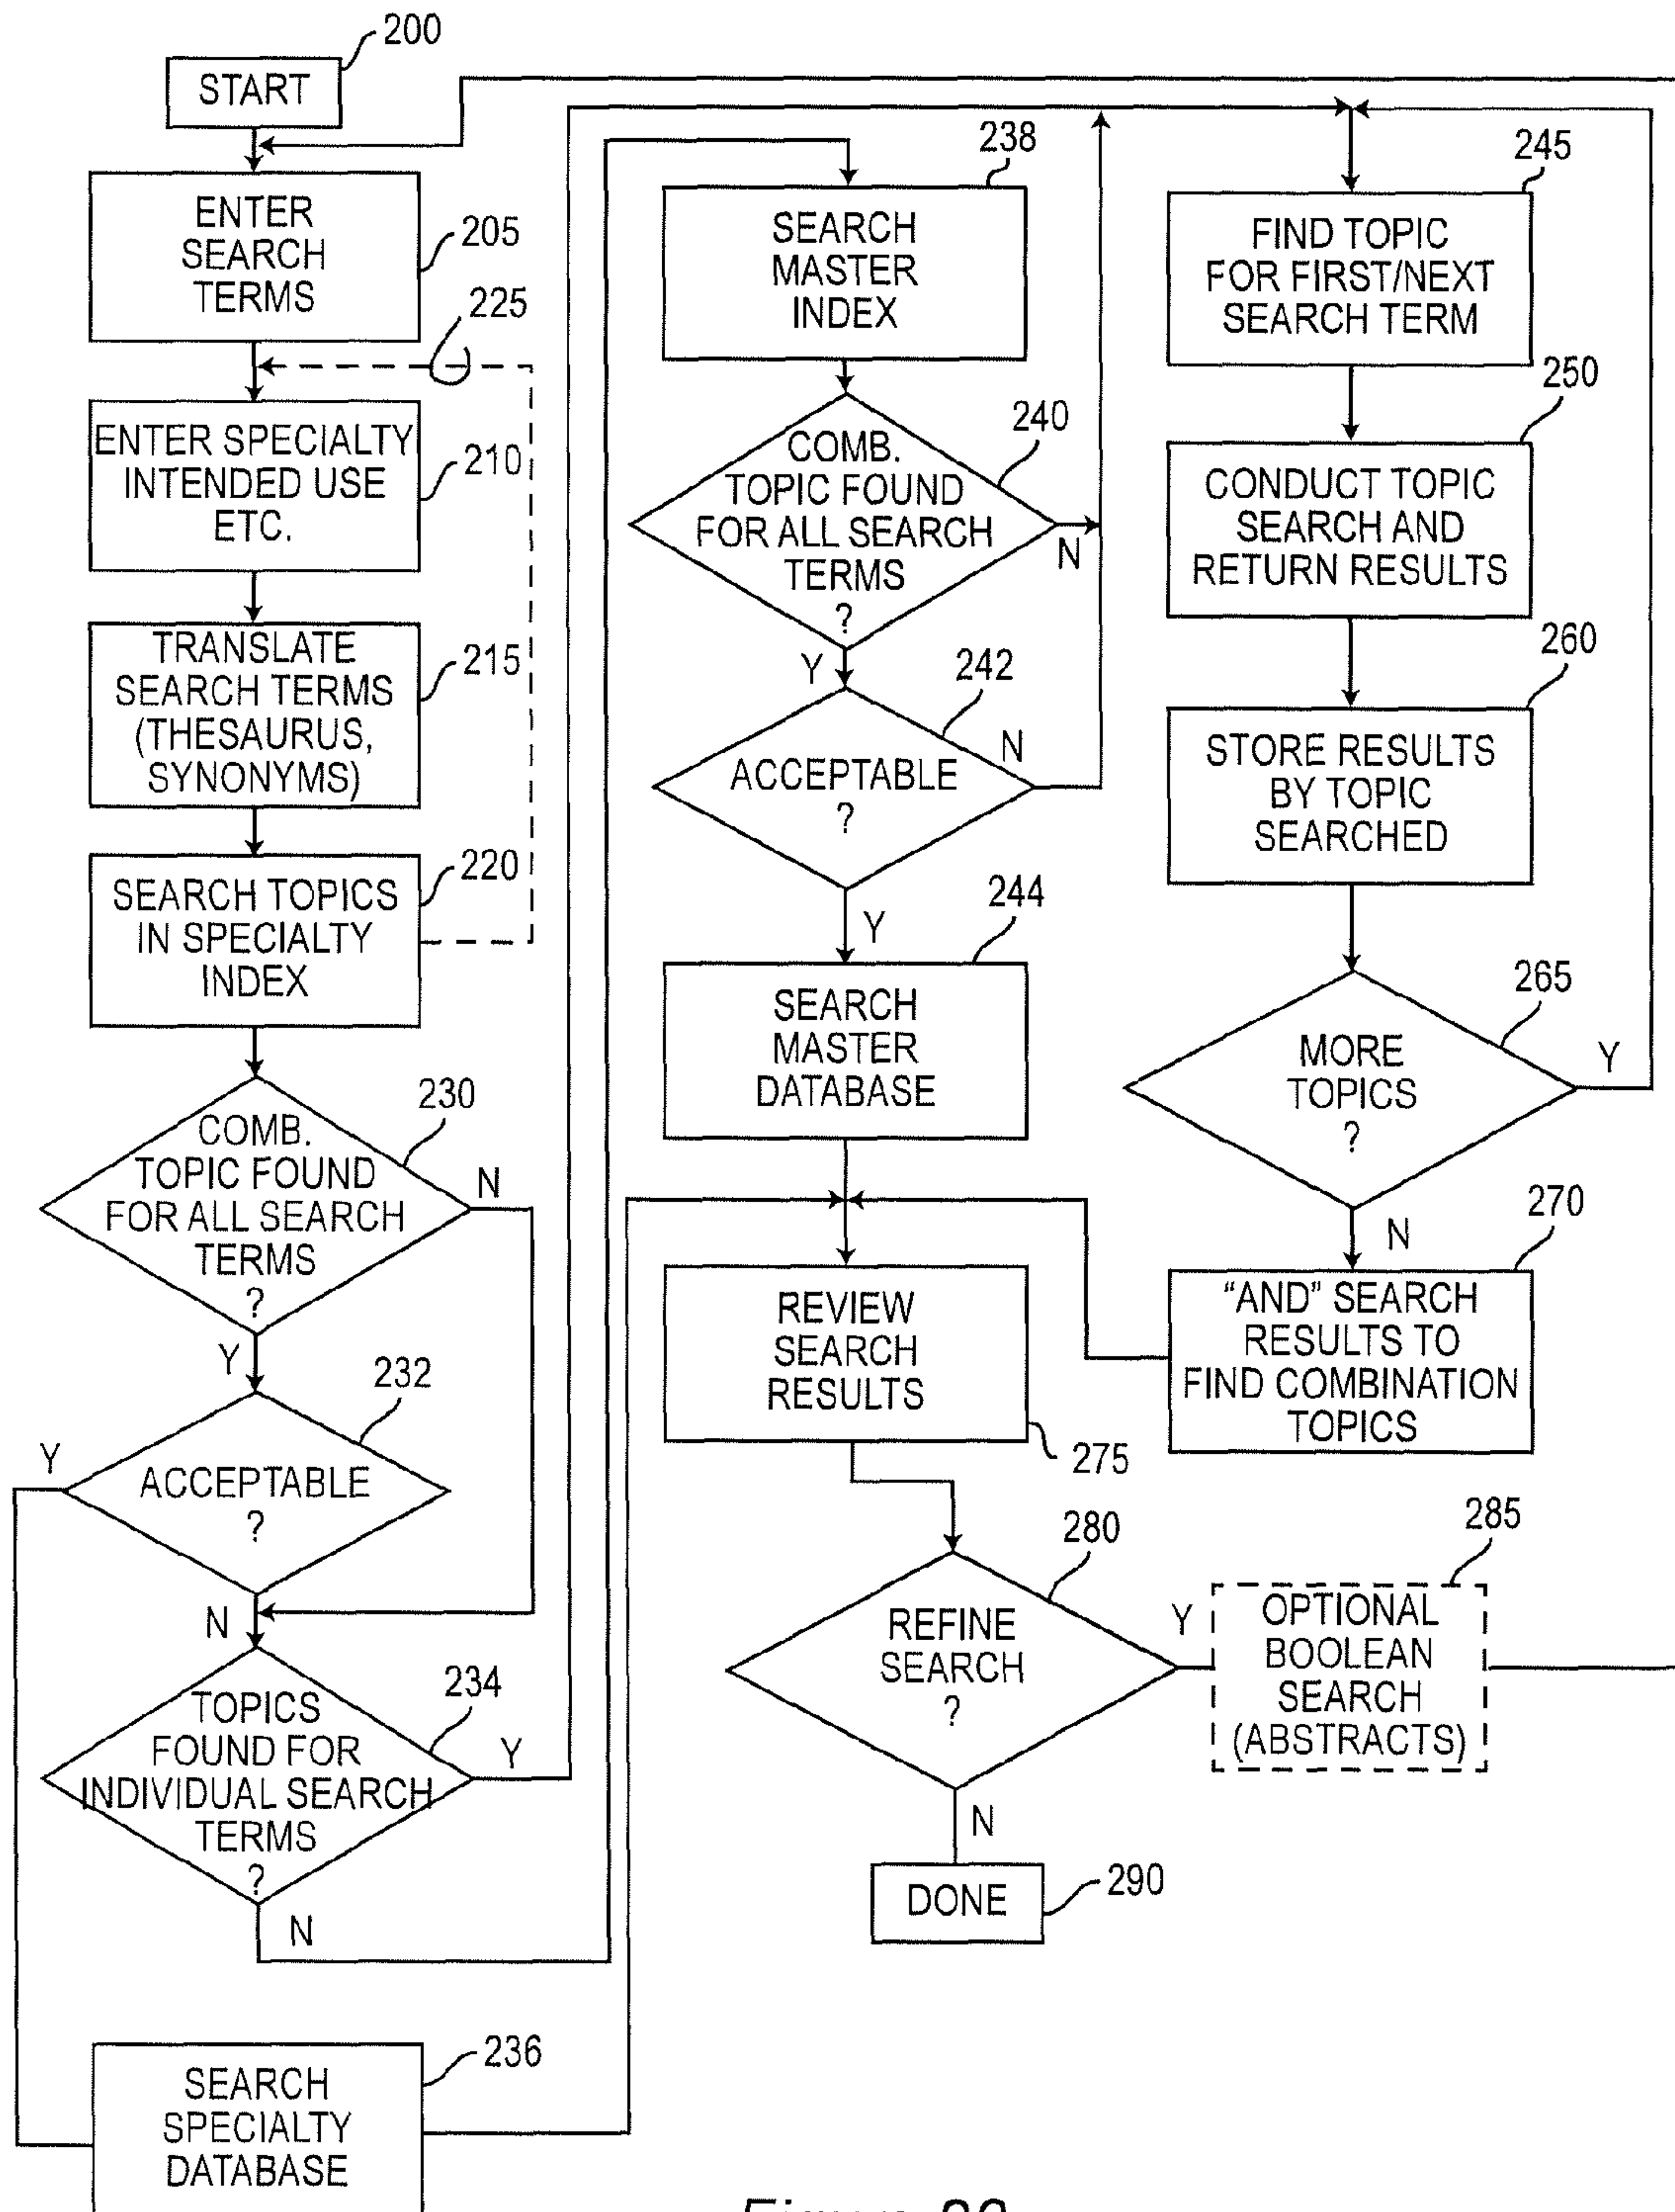 200
START
ENTER
SEARCH
TERMS
205
225
ENTER SPECIALTY
INTENDED USE
ETC.
210
TRANSLATE
SEARCH TERMS
(THESAURUS,
SYNONYMS)
215
SEARCH TOPICS
IN SPECIALTY
INDEX
220
COMB.
TOPIC FOUND
FOR ALL SEARCH
TERMS
?
230
N
Y
ACCEPTABLE
?
232
Y
N
TOPICS
FOUND FOR
INDIVIDUAL SEARCH
TERMS
?
234
Y
N
SEARCH
SPECIALTY
DATABASE
236
SEARCH
MASTER
INDEX
238
COMB.
TOPIC FOUND
FOR ALL SEARCH
TERMS
?
240
N
Y
ACCEPTABLE
?
242
N
Y
SEARCH
MASTER
DATABASE
244
REVIEW
SEARCH
RESULTS
275
REFINE
SEARCH
?
280
Y
N
DONE
290
FIND TOPIC
FOR FIRST/NEXT
SEARCH TERM
245
CONDUCT TOPIC
SEARCH AND
RETURN RESULTS
250
STORE RESULTS
BY TOPIC
SEARCHED
260
MORE
TOPICS
?
265
Y
N
"AND" SEARCH
RESULTS TO
FIND COMBINATION
TOPICS
270
OPTIONAL
BOOLEAN
SEARCH
(ABSTRACTS)
285